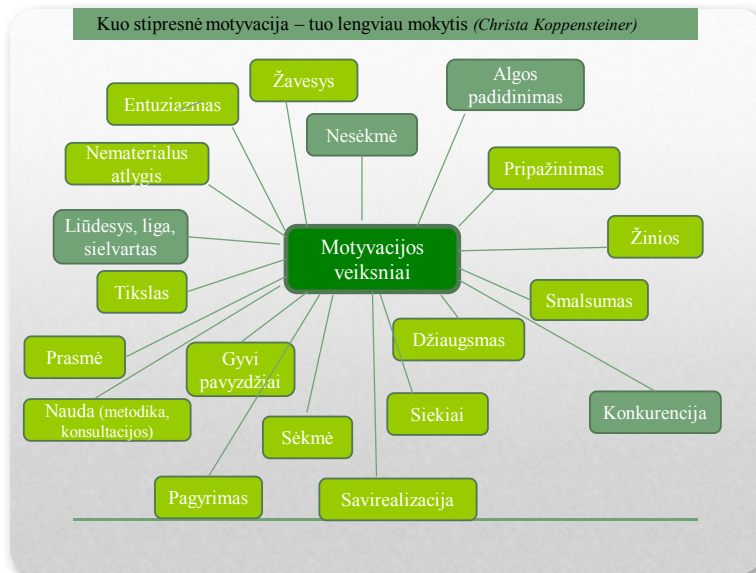 Kuo stipresnė motyvacija – tuo lengviau mokytis (Christa Koppensteiner)
Žavesys
Algos
padidinimas
Entuziazmas
Nesėkmė
Nematerialus
atlygis
Pripažinimas
Liūdesys, liga,
sielvartas
Motyvacijos
veiksniai
Žinios
Tikslas
Smalsumas
Džiaugsmas
Prasmė
Gyvi
pavyzdžiai
Nauda (metodika,
konsultacijos)
Siekiai
Konkurencija
Sėkmė
Pagyrimas
Savirealizacija